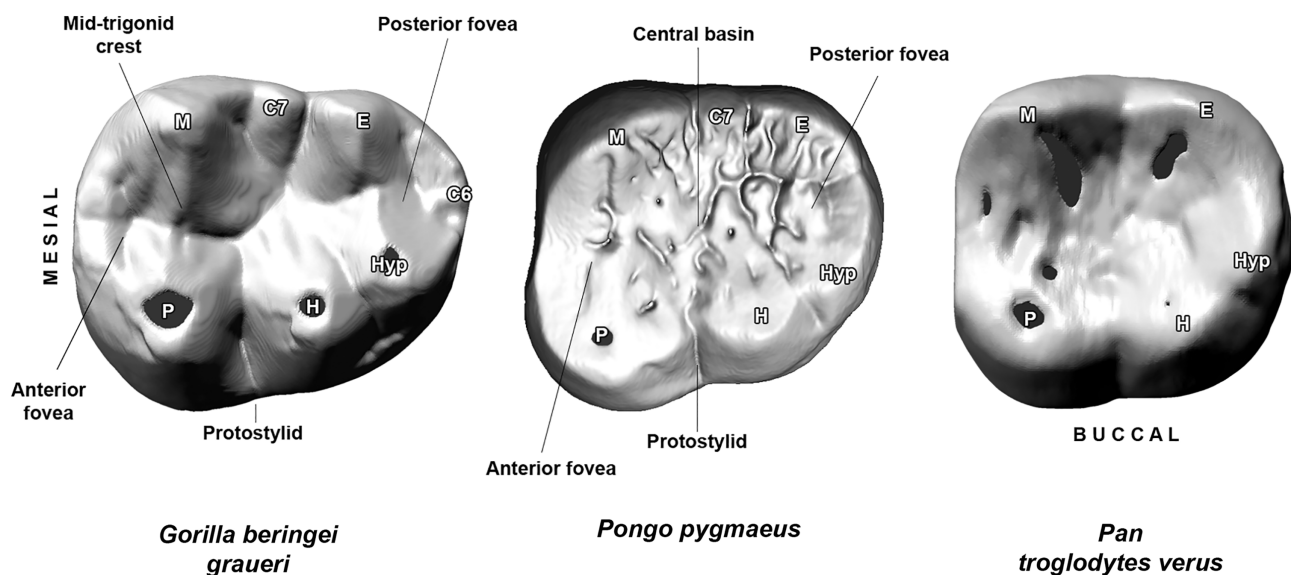 Mid-trigonid
crest
Posterior fovea
M
C7
E
C6
MESIAL
Hyp
P
H
Anterior
fovea
Protostylid
Gorilla beringei
graueri
Central basin
Posterior fovea
C7
E
M
Hyp
H
P
Protostylid
Anterior fovea
Pongo pygmaeus
M
E
Hyp
P
H
BUCCAL
Pan
troglodytes verus